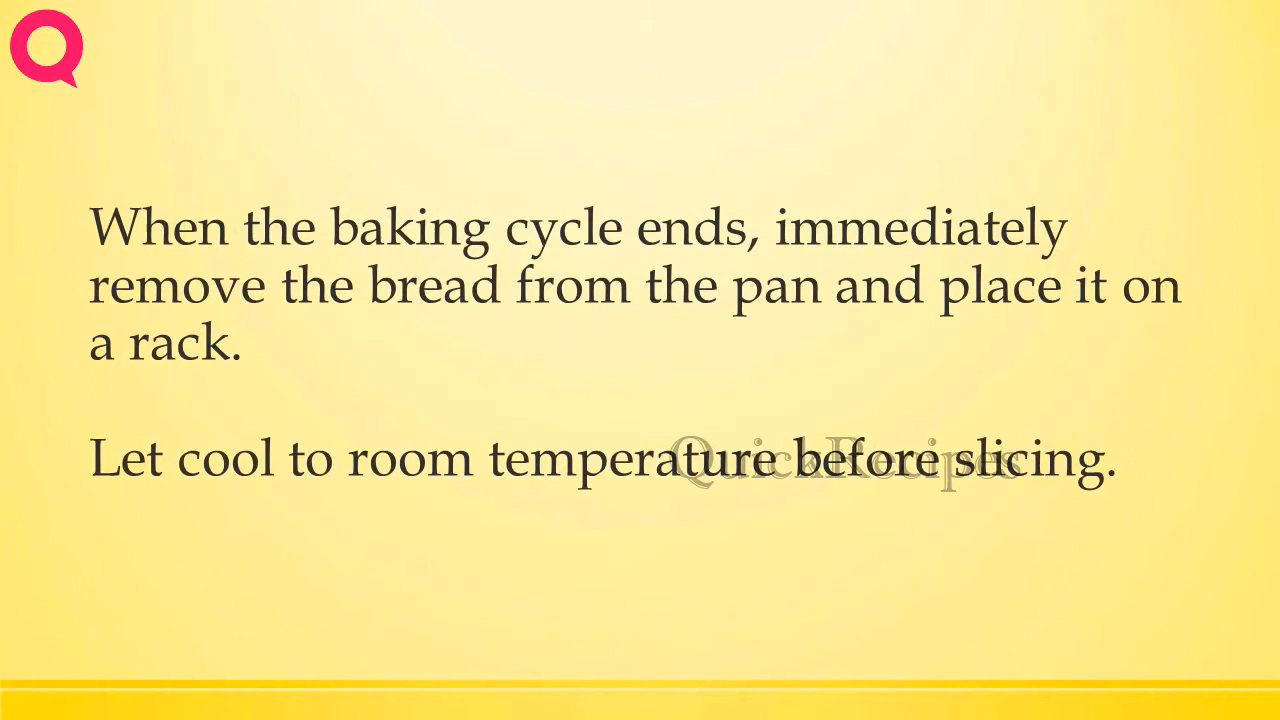 When the baking cycle ends, immediately
remove the bread from the pan and place it on
a rack.
Let cool to room temperature before slicing.
QuickRecipes